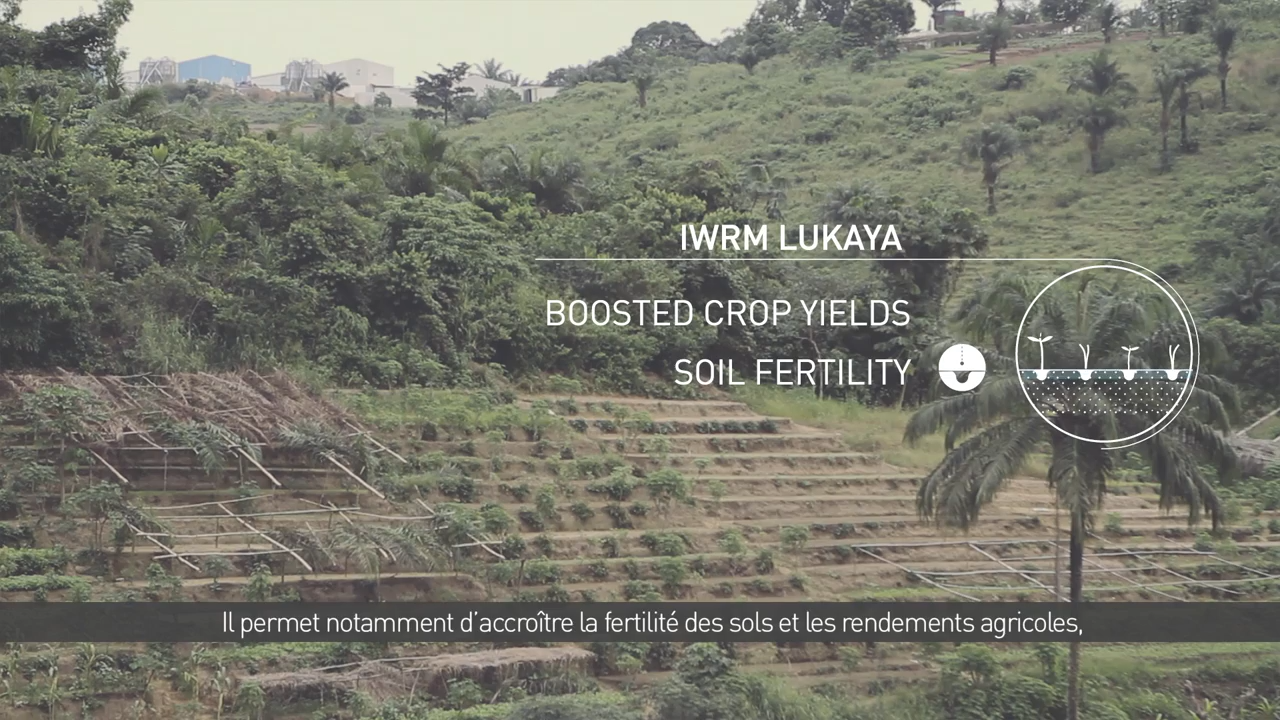 IWRM LUKAYA
BOOSTED CROP YIELDS
SOIL FERTILITY
Il permet notamment d’accroître la fertilité des sols et les rendements agricoles,